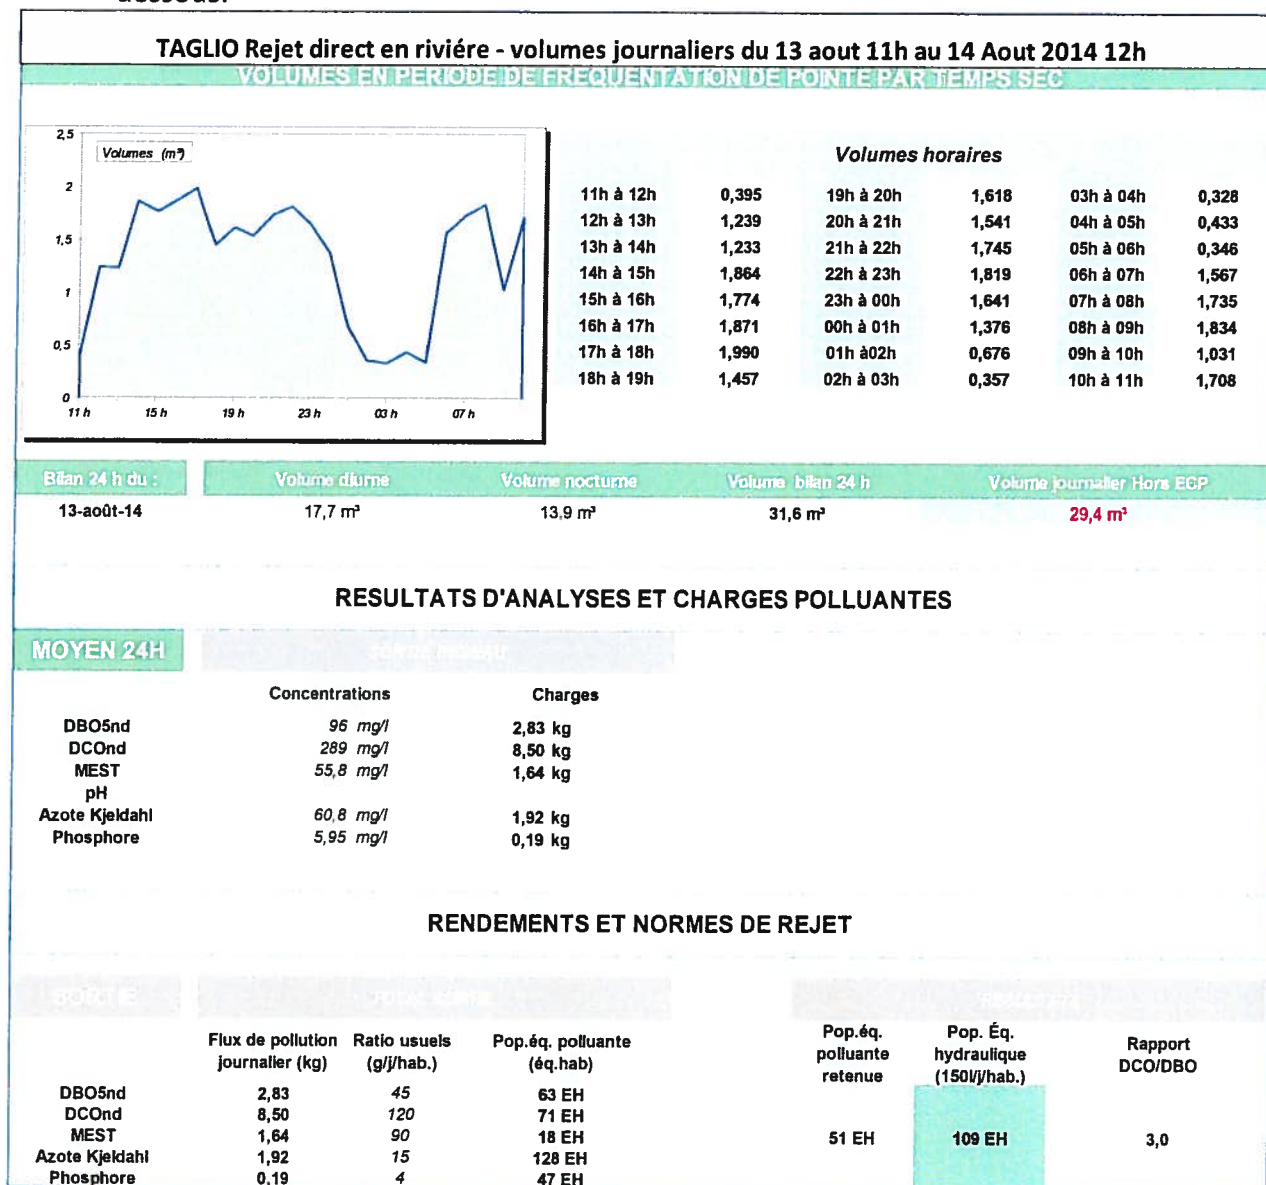 TAGLIO Rejet direct en riviére - volumes journaliers du 13 aout 11h au 14 Aout 2014 12h
VOLUMES EN PERIODE DE FREQUENTATION DE POINTE PAR TEMPS SEC
Volumes (m³)
2,5
2
1,5
1
0,5
0
11 h 15 h 19 h 23 h 03 h 07 h
Volumes horaires
11h à 12h 0,395 19h à 20h 1,618 03h à 04h 0,328
12h à 13h 1,239 20h à 21h 1,541 04h à 05h 0,433
13h à 14h 1,233 21h à 22h 1,745 05h à 06h 0,346
14h à 15h 1,864 22h à 23h 1,819 06h à 07h 1,567
15h à 16h 1,774 23h à 00h 1,641 07h à 08h 1,735
16h à 17h 1,871 00h à 01h 1,376 08h à 09h 1,834
17h à 18h 1,990 01h à02h 0,676 09h à 10h 1,031
18h à 19h 1,457 02h à 03h 0,357 10h à 11h 1,708
Bilan 24 h du : Volume diurne Volume nocturne Volume bilan 24 h Volume journalier Hors ECP
13-août-14 17,7 m³ 13,9 m³ 31,6 m³ 29,4 m³
RESULTATS D'ANALYSES ET CHARGES POLLUANTES
MOYEN 24H
Concentrations Charges
DBO5nd 96 mg/l 2,83 kg
DCOnd 289 mg/l 8,50 kg
MEST 55,8 mg/l 1,64 kg
pH
Azote Kjeldahl 60,8 mg/l 1,92 kg
Phosphore 5,95 mg/l 0,19 kg
RENDEMENTS ET NORMES DE REJET
SORTIE
Flux de pollution Ratio usuels Pop.éq. polluante
journalier (kg) (g/j/hab.) (éq.hab)
Pop.éq. Pop. Éq. Rapport
polluante hydraulique DCO/DBO
retenue (150l/j/hab.)
DBO5nd 2,83 45 63 EH
DCOnd 8,50 120 71 EH
MEST 1,64 90 18 EH 51 EH 109 EH 3,0
Azote Kjeldahl 1,92 15 128 EH
Phosphore 0,19 4 47 EH